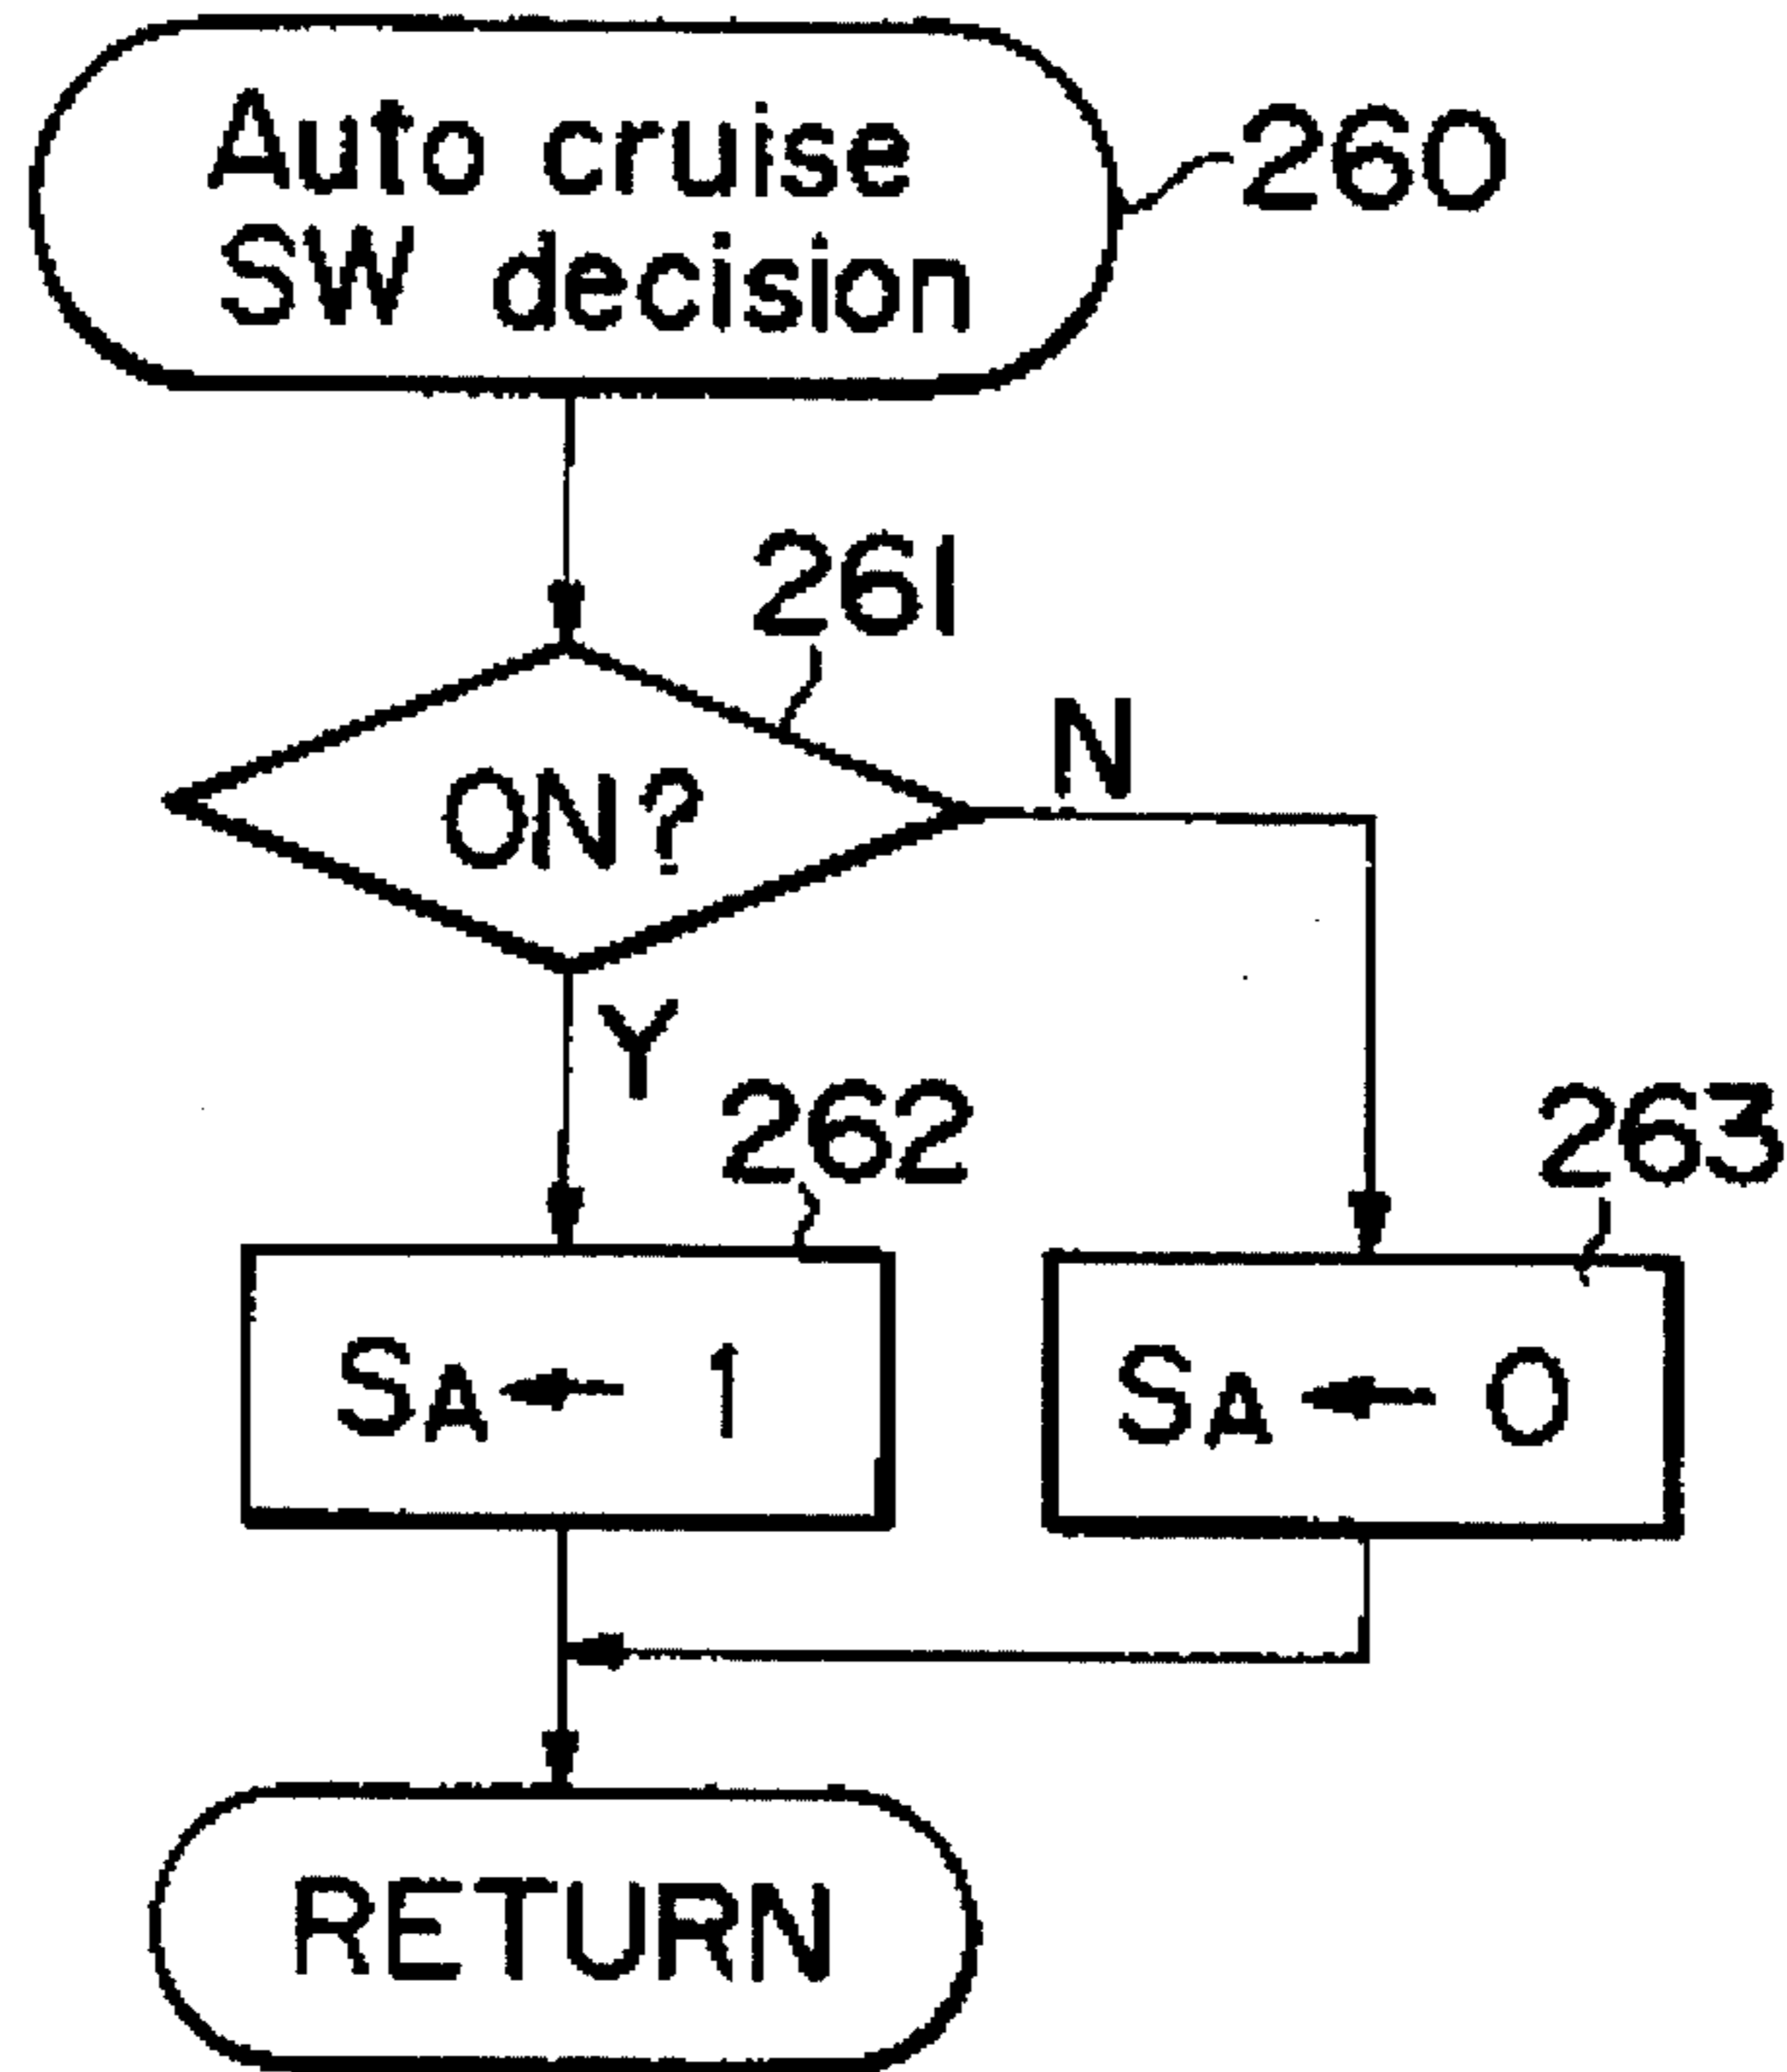 Auto cruise
SW decision
260
261
ON?
N
Y
262
263
SA← 1
SA← 0
RETURN